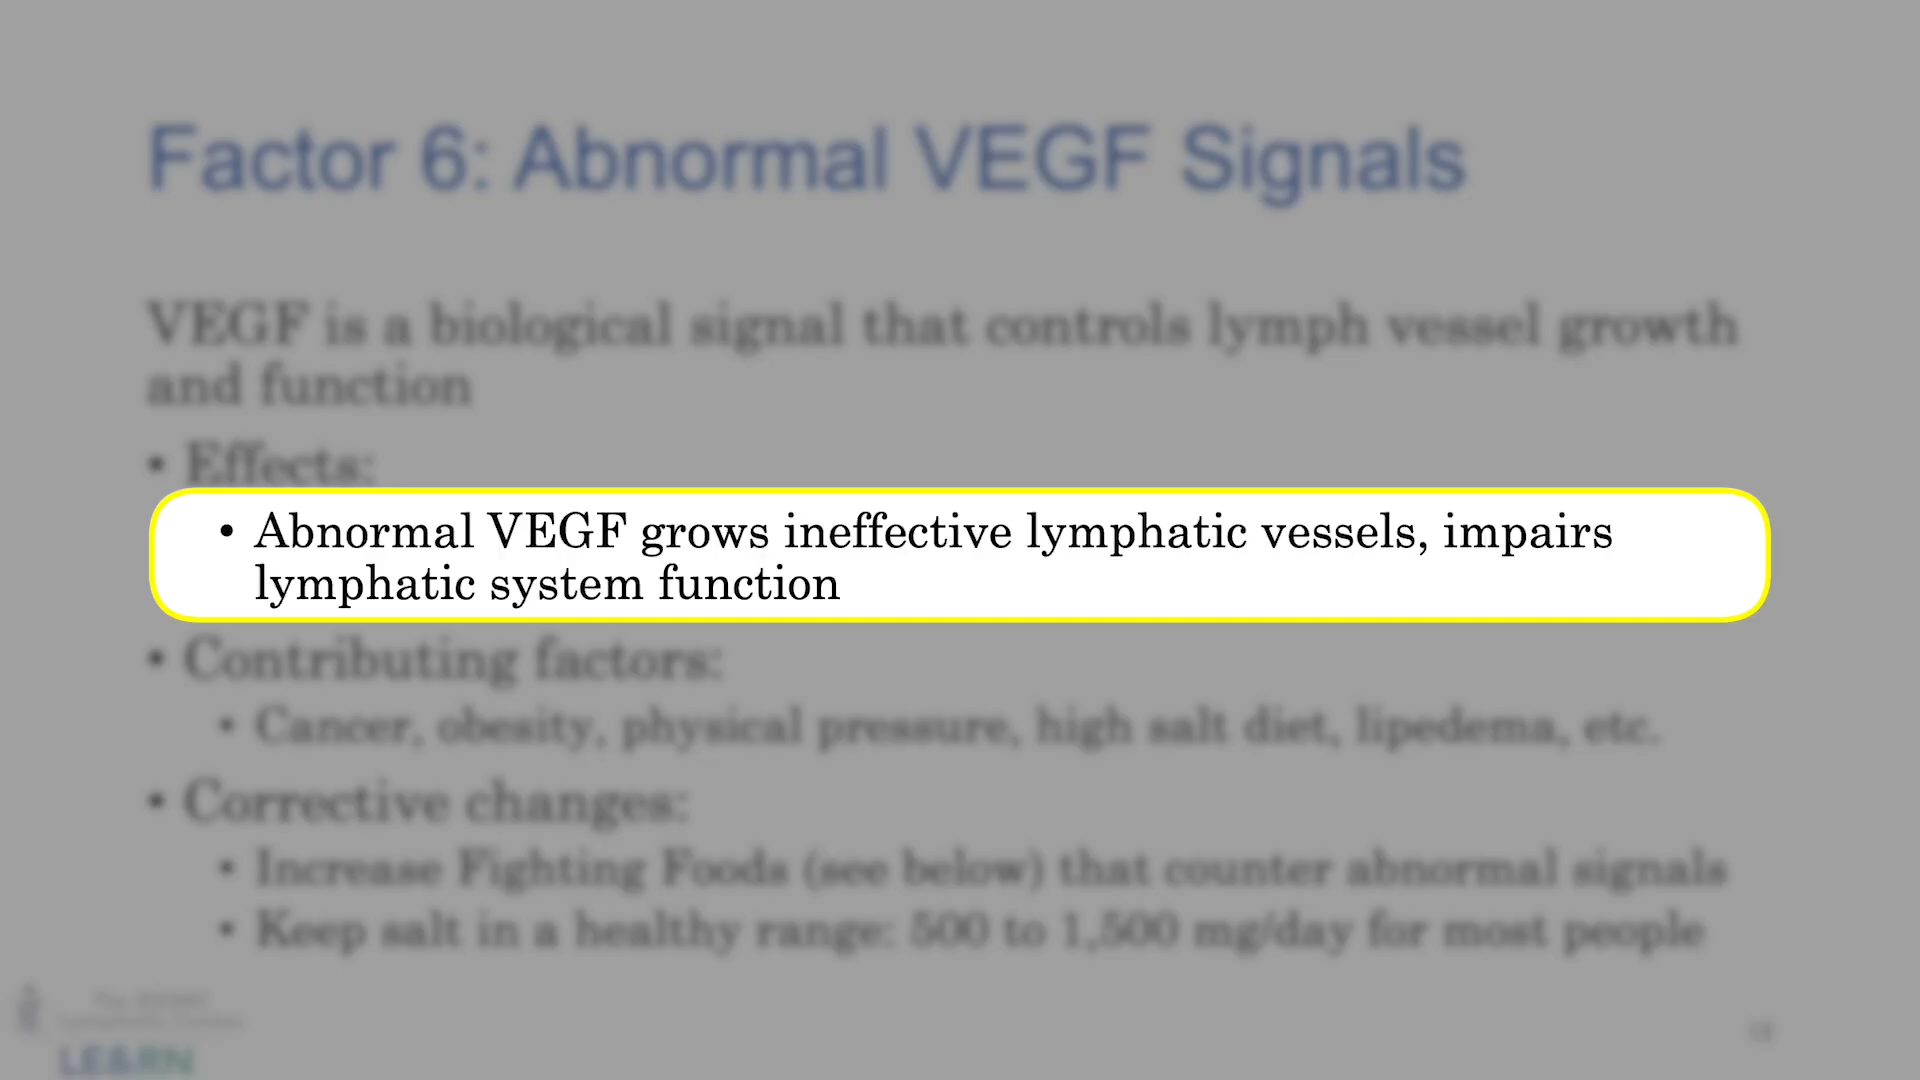 Factor 6: Abnormal VEGF Signals
VEGF is a biological signal that controls lymph vessel growth
and function
• Effects:
• Abnormal VEGF grows ineffective lymphatic vessels, impairs
lymphatic system function
• Contributing factors:
• Cancer, obesity, physical pressure, high salt diet, lipedema, etc.
• Corrective changes:
• Increase Fighting Foods (see below) that counter abnormal signals
• Keep salt in a healthy range: 500 to 1,500 mg/day for most people
LE&RN